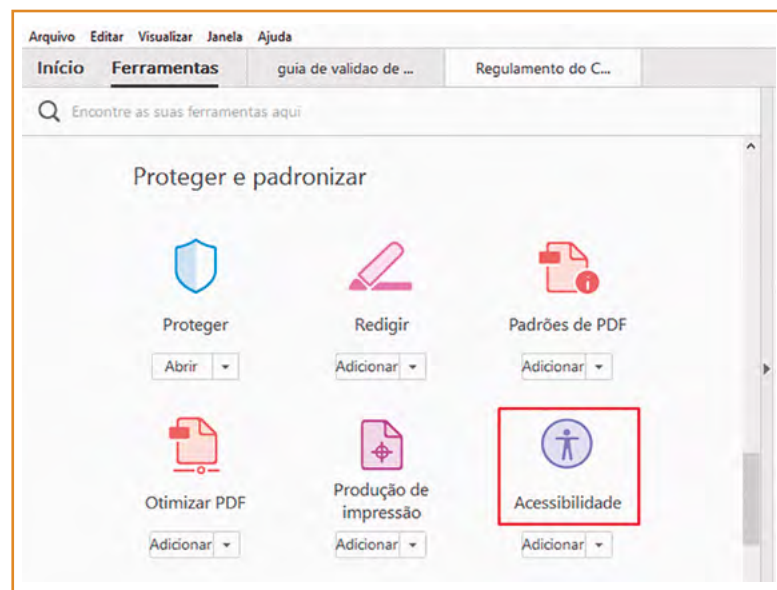 Arquivo Editar Visualizar Janela Ajuda
Início Ferramentas guia de validao de ... Regulamento do C...
Encontre as suas ferramentas aqui
Proteger e padronizar
Proteger Redigir Padrões de PDF
Abrir Adicionar Adicionar
Otimizar PDF Produção de impressão Acessibilidade
Adicionar Adicionar Adicionar